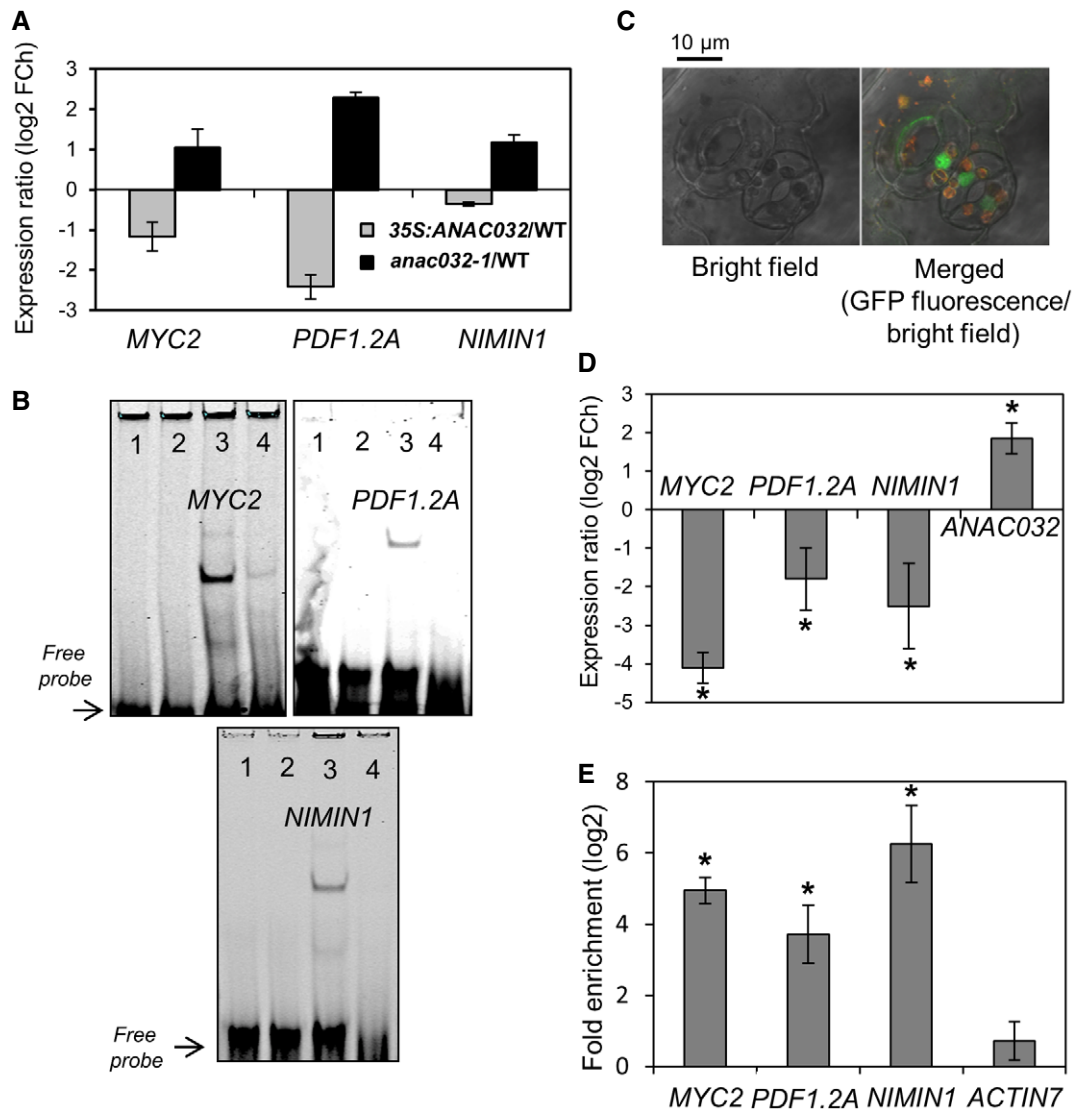 A
Expression ratio (log2 FCh)
3
2
1
0
-1
-2
-3
35S:ANAC032/WT
anac032-1/WT
MYC2 PDF1.2A NIMIN1
B
1 2 3 4
MYC2
1 2 3 4
PDF1.2A
Free
probe
1 2 3 4
NIMIN1
Free
probe
C
10 µm
Bright field
Merged
(GFP fluorescence/
bright field)
D
Expression ratio (log2 FCh)
3
2
1
0
-1
-2
-3
-4
-5
*
MYC2 PDF1.2A NIMIN1
ANAC032
*
*
*
E
Fold enrichment (log2)
8
6
4
2
0
*
*
*
MYC2 PDF1.2A NIMIN1 ACTIN7